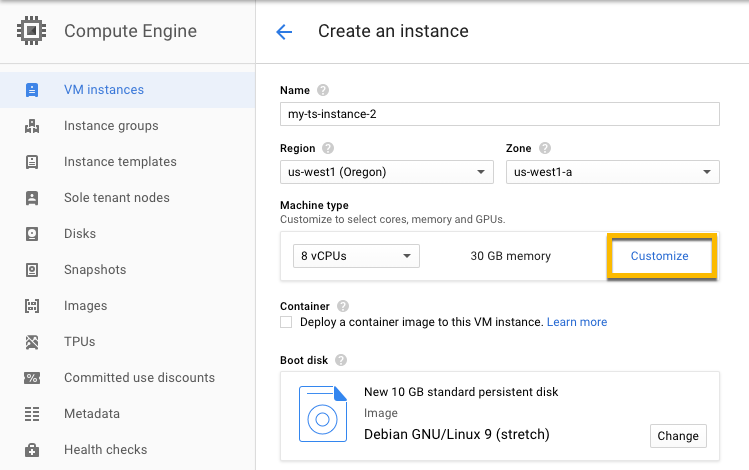 Compute Engine
VM instances
Instance groups
Instance templates
Sole tenant nodes
Disks
Snapshots
Images
TPUs
Committed use discounts
Metadata
Health checks
Create an instance
Name ?
my-ts-instance-2
Region ? Zone ?
us-west1 (Oregon) us-west1-a
Machine type
Customize to select cores, memory and GPUs.
8 vCPUs 30 GB memory Customize
Container ?
Deploy a container image to this VM instance. Learn more
Boot disk ?
New 10 GB standard persistent disk
Image
Debian GNU/Linux 9 (stretch) Change